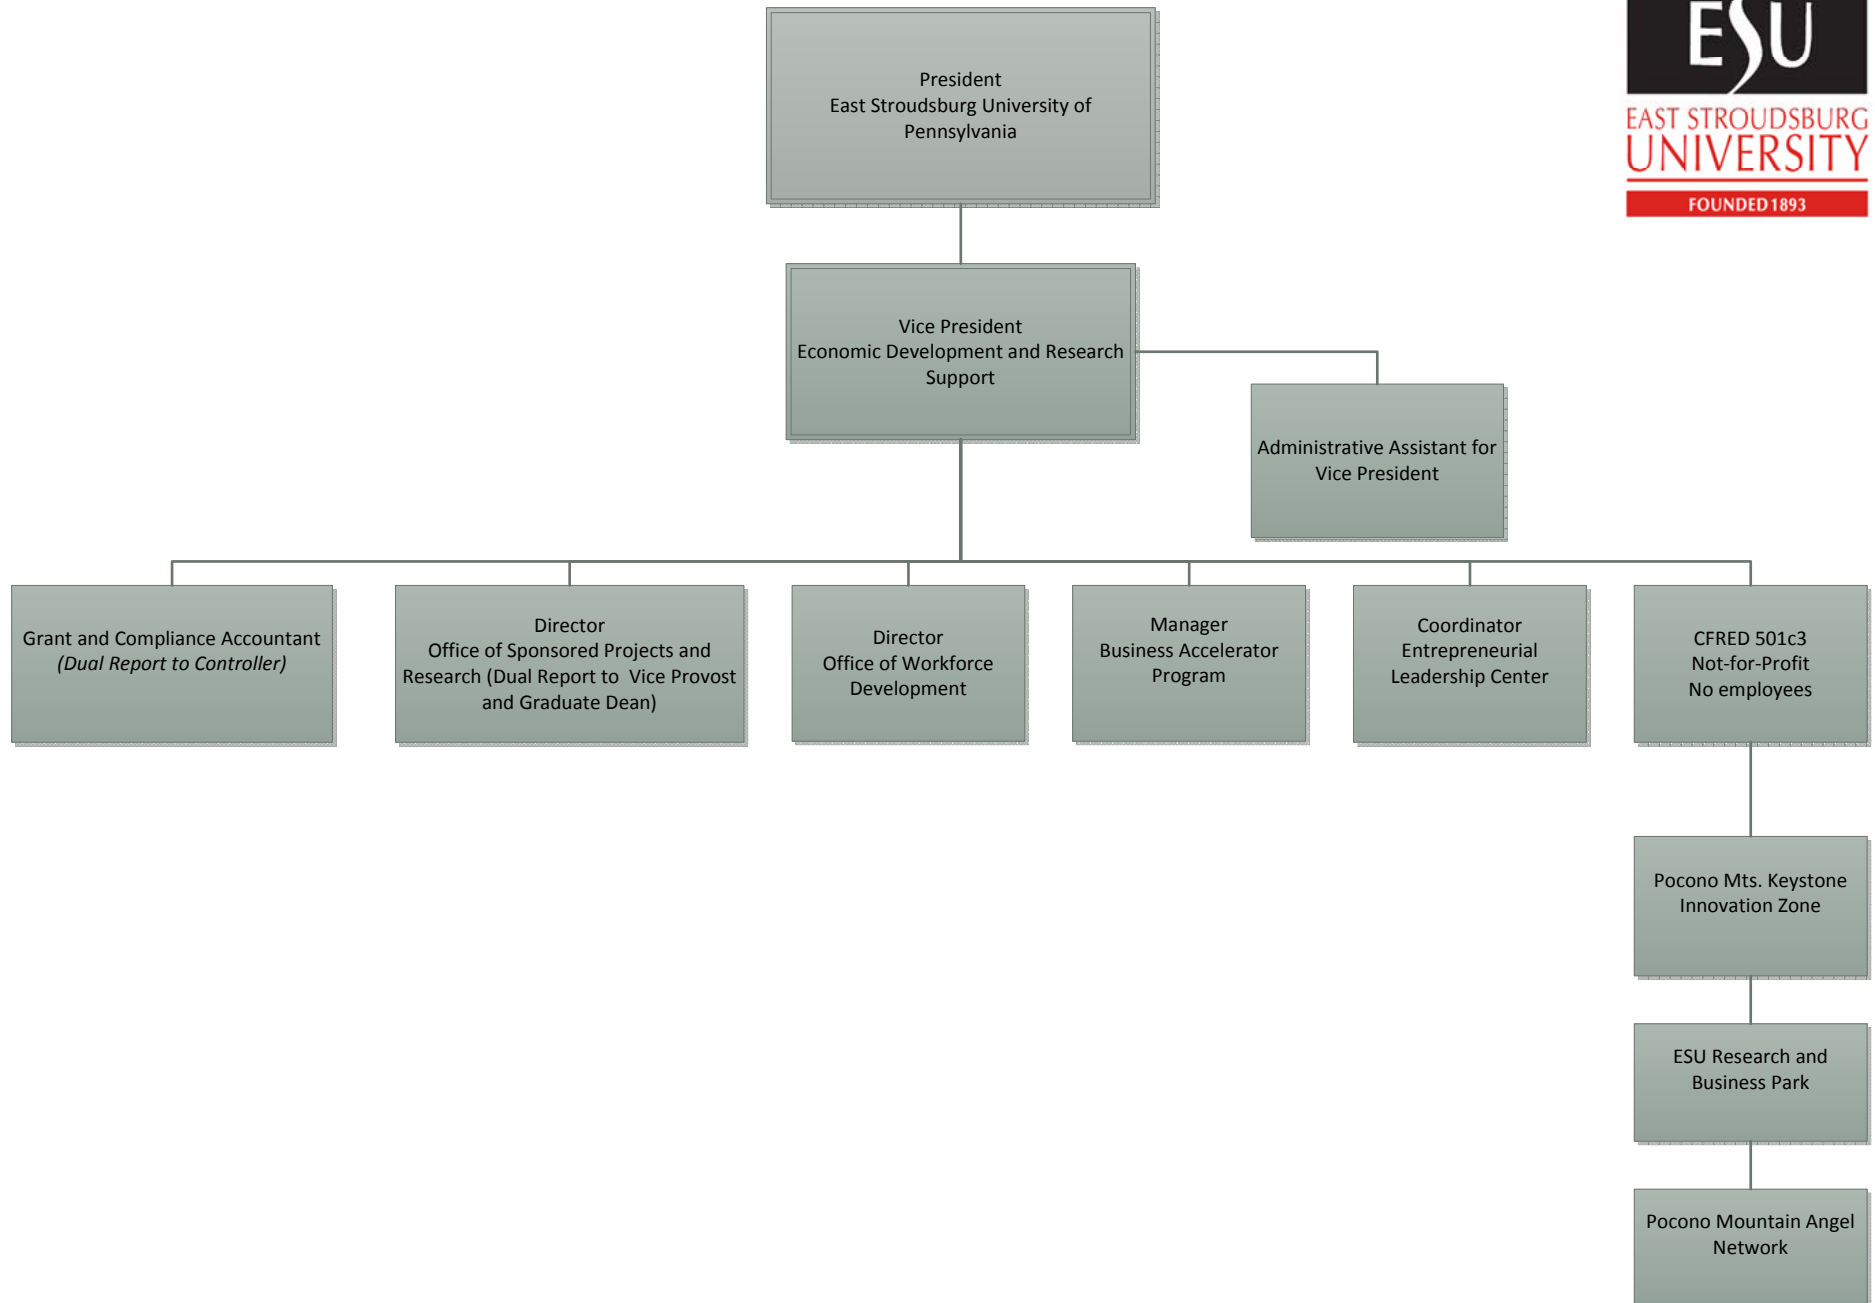 ESU
EAST STROUDSBURG
UNIVERSITY
FOUNDED 1893
President
East Stroudsburg University of
Pennsylvania
Vice President
Economic Development and Research
Support
Administrative Assistant for
Vice President
Grant and Compliance Accountant
(Dual Report to Controller)
Director
Office of Sponsored Projects and
Research (Dual Report to Vice Provost
and Graduate Dean)
Director
Office of Workforce
Development
Manager
Business Accelerator
Program
Coordinator
Entrepreneurial
Leadership Center
CFRED 501c3
Not-for-Profit
No employees
Pocono Mts. Keystone
Innovation Zone
ESU Research and
Business Park
Pocono Mountain Angel
Network